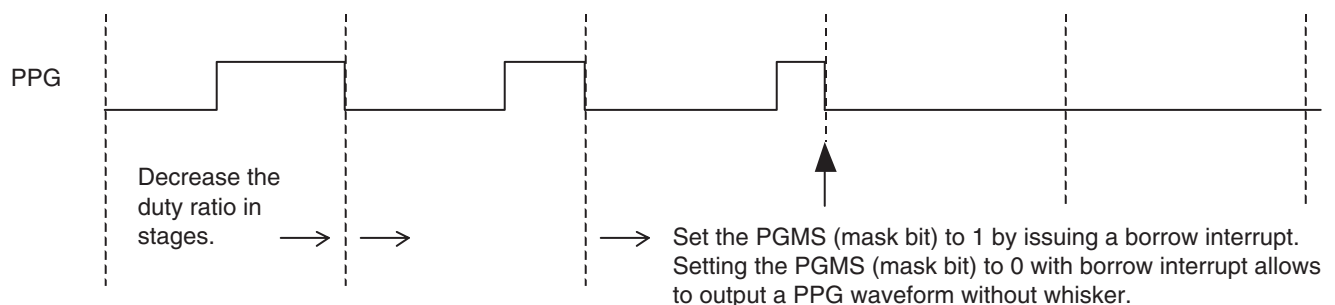 PPG
Decrease the
duty ratio in
stages.
Set the PGMS (mask bit) to 1 by issuing a borrow interrupt.
Setting the PGMS (mask bit) to 0 with borrow interrupt allows
to output a PPG waveform without whisker.